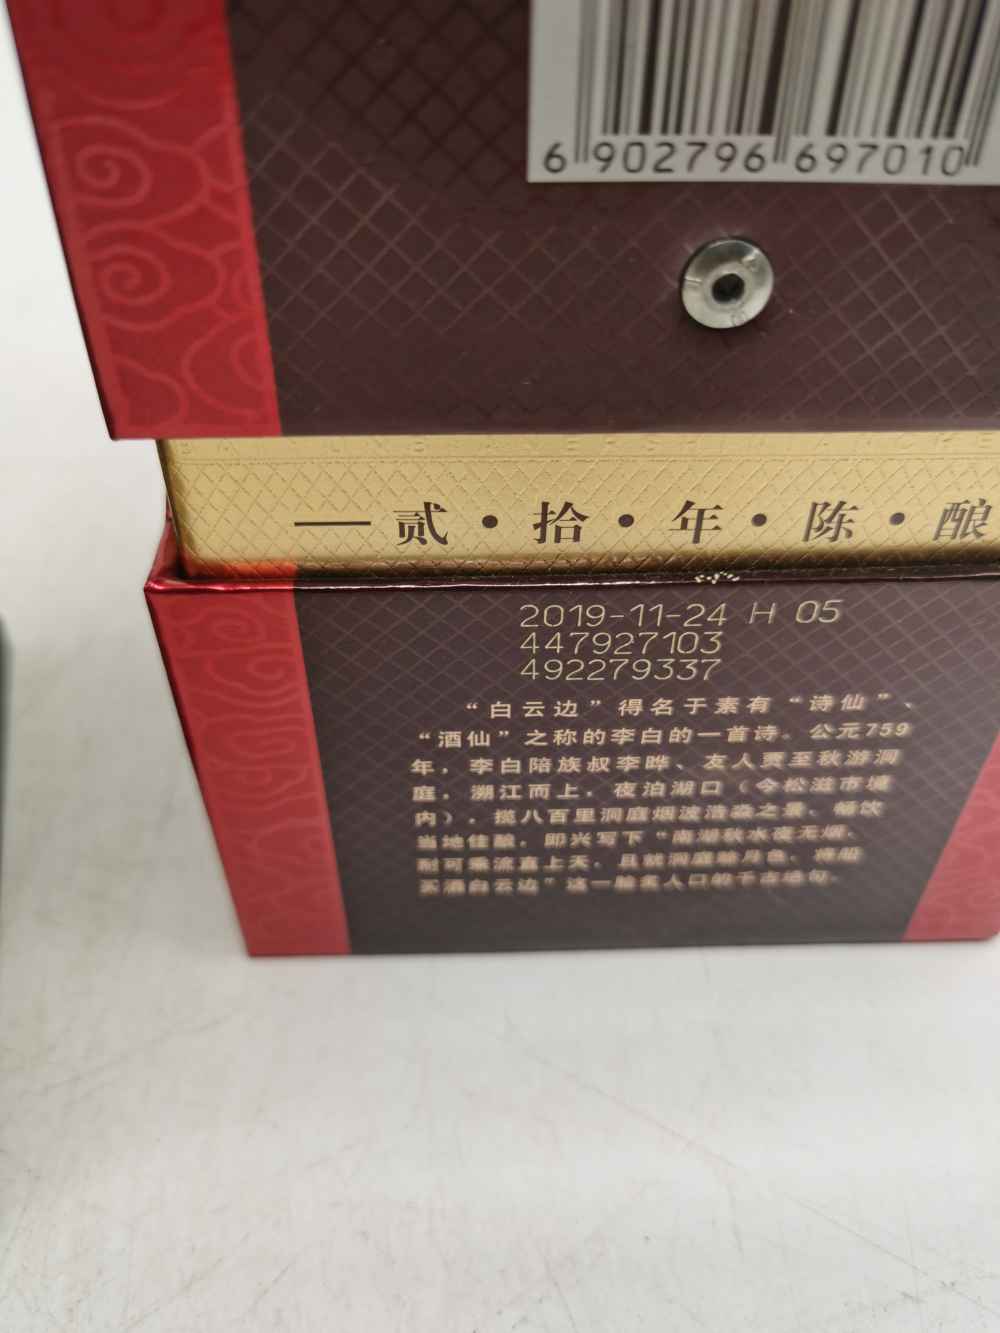 6 902796 697010
贰·拾·年·陈·酿
2019-11-24 H 05
447927103
492279337
“白云边”得名于素有“诗仙”、
“酒仙”之称的李白的一首诗。公元759
年，李白陪族叔李晔、友人贾至秋游洞
庭，溯江而上，夜泊湖口（今松滋市境
内），揽八百里洞庭烟波浩淼之景、畅饮
当地佳酿，即兴写下“南湖秋水夜无烟，
耐可乘流直上天，且就洞庭赊月色，将船
买酒白云边”这一脍炙人口的千古绝句。